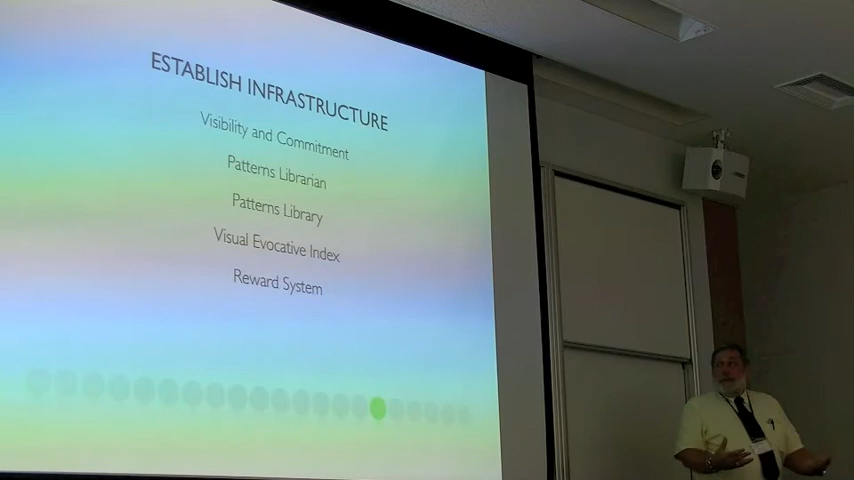 ESTABLISH INFRASTRUCTURE
Visibility and Commitment
Patterns Librarian
Patterns Library
Visual Evocative Index
Reward System